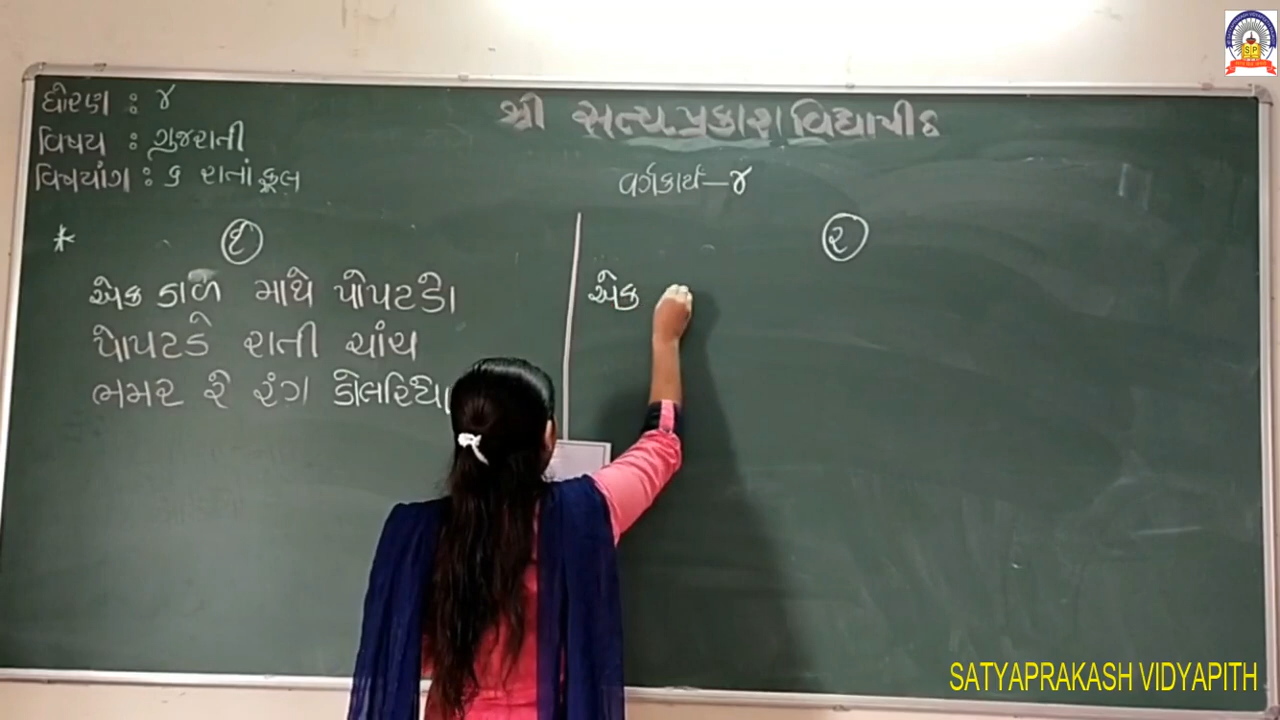 ધોરણ : ૪
વિષય : ગુજરાતી
વિષયાંગ : ૬ રાતાં ફૂલ
શ્રી સત્યપ્રકાશ વિદ્યાપીઠ
વર્ગકાર્ય – ૪
* ૧
એક ડાળ માથે પોપટડો
પોપટડે રાતી ચાંચ
ભમર રે રંગ ડોલરિયો
૨
એક
SP
SATYAPRAKASH VIDYAPITH